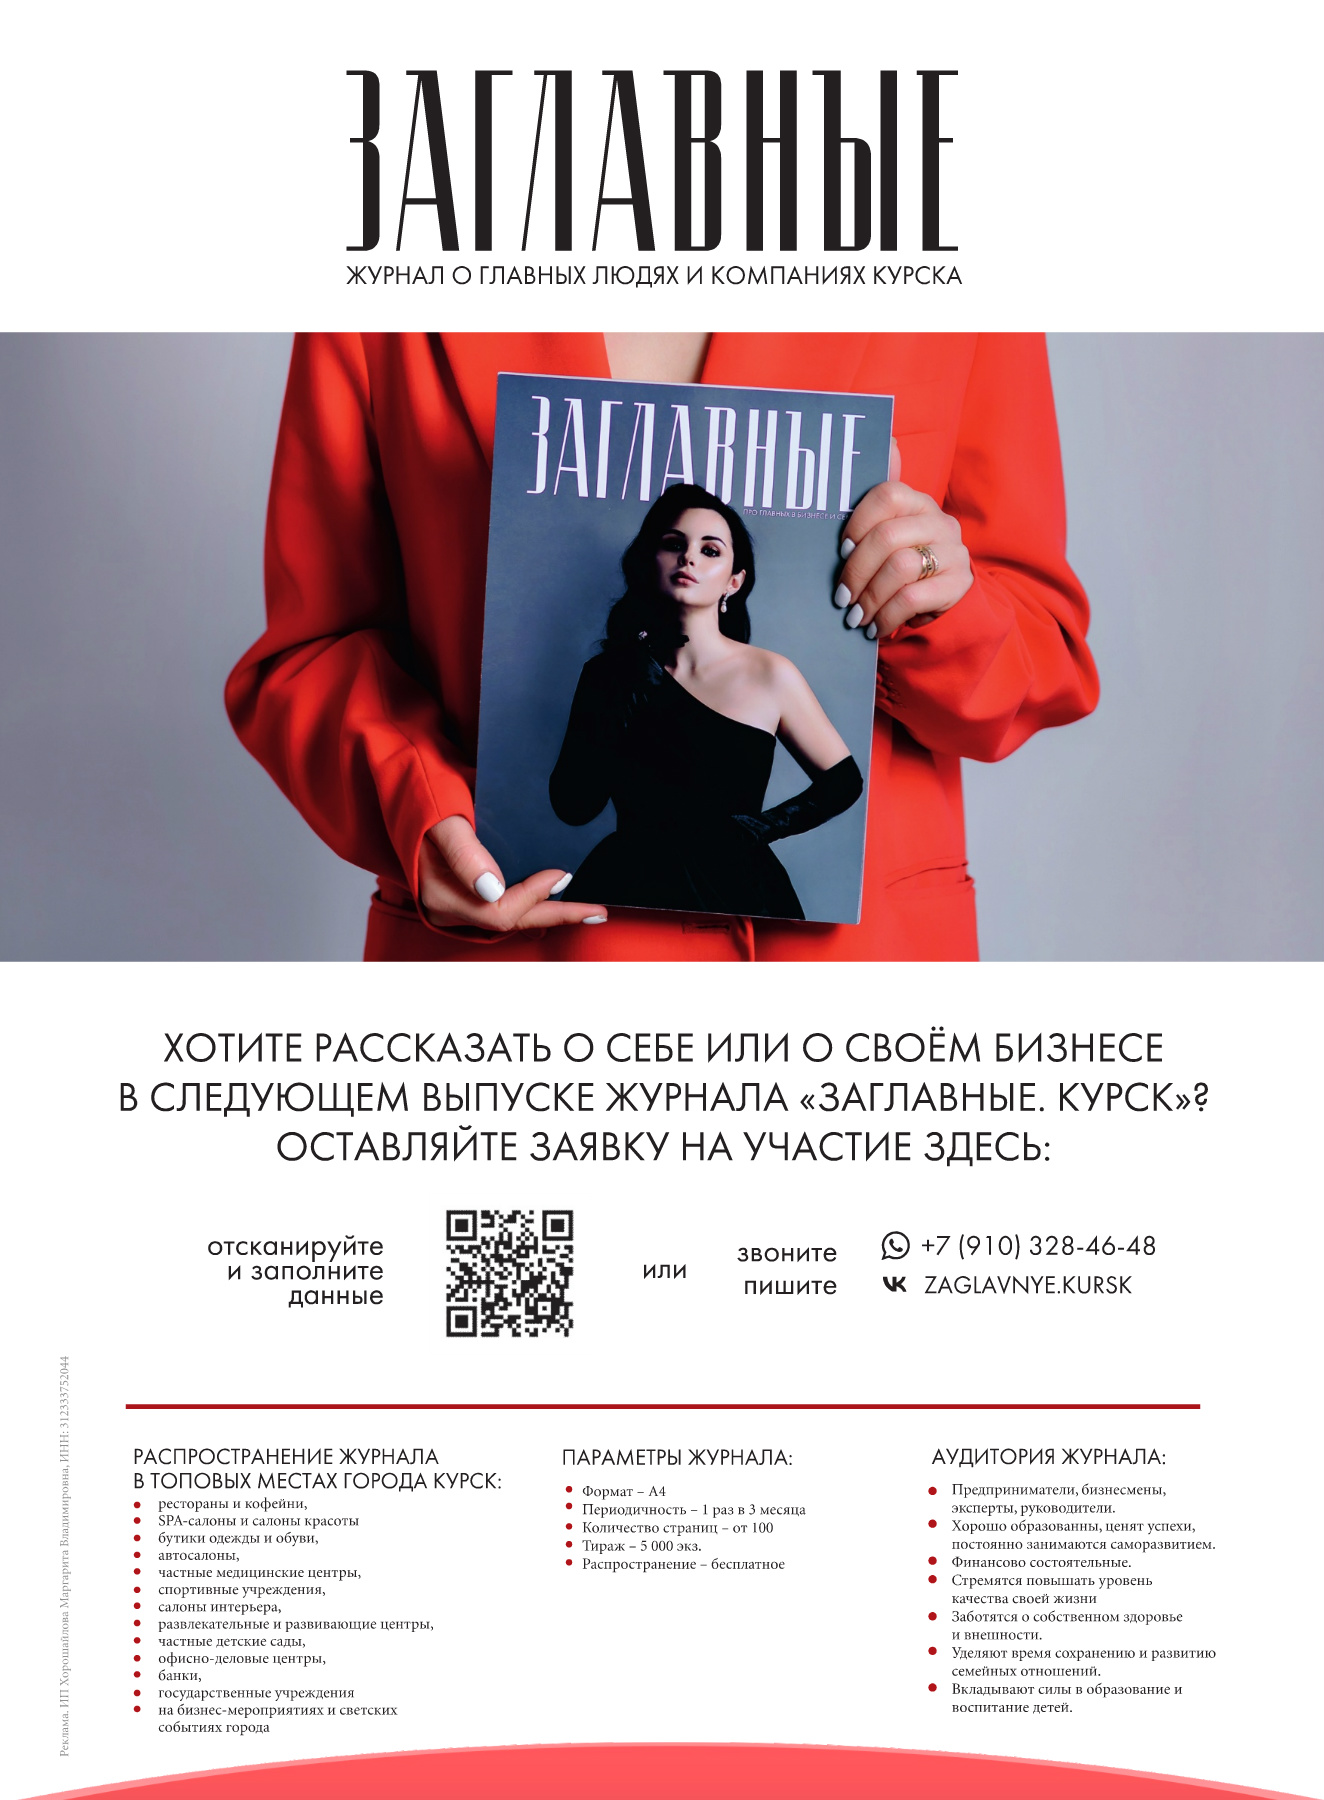 ЗАГЛАВНЫЕ
ЖУРНАЛ О ГЛАВНЫХ ЛЮДЯХ И КОМПАНИЯХ КУРСКА
ЗАГЛАВНЫЕ
ПРО ГЛАВНЫХ В БИЗНЕСЕ И
ХОТИТЕ РАССКАЗАТЬ О СЕБЕ ИЛИ О СВОЁМ БИЗНЕСЕ
В СЛЕДУЮЩЕМ ВЫПУСКЕ ЖУРНАЛА «ЗАГЛАВНЫЕ. КУРСК»?
ОСТАВЛЯЙТЕ ЗАЯВКУ НА УЧАСТИЕ ЗДЕСЬ:
отсканируйте
и заполните
данные
или
звоните
пишите
+7 (910) 328-46-48
ZAGLAVNYE.KURSK
РАСПРОСТРАНЕНИЕ ЖУРНАЛА
В ТОПОВЫХ МЕСТАХ ГОРОДА КУРСК:
• рестораны и кофейни,
• SPA-салоны и салоны красоты
• бутики одежды и обуви,
• автосалоны,
• частные медицинские центры,
• спортивные учреждения,
• салоны интерьера,
• развлекательные и развивающие центры,
• частные детские сады,
• офисно-деловые центры,
• банки,
• государственные учреждения
• на бизнес-мероприятиях и светских
событиях города
ПАРАМЕТРЫ ЖУРНАЛА:
• Формат – А4
• Периодичность – 1 раз в 3 месяца
• Количество страниц – от 100
• Тираж – 5 000 экз.
• Распространение – бесплатное
АУДИТОРИЯ ЖУРНАЛА:
• Предприниматели, бизнесмены,
эксперты, руководители.
• Хорошо образованны, ценят успехи,
постоянно занимаются саморазвитием.
• Финансово состоятельные.
• Стремятся повышать уровень
качества своей жизни
• Заботятся о собственном здоровье
и внешности.
• Уделяют время сохранению и развитию
семейных отношений.
• Вкладывают силы в образование и
воспитание детей.
Реклама. ИП Хорошайлова Маргарита Владимировна, ИНН: 312333752044